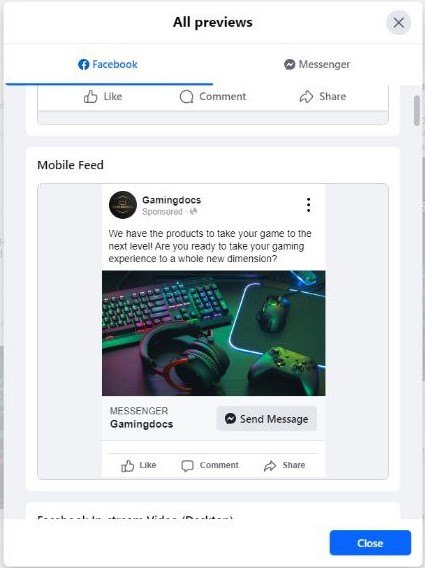 All previews
Facebook
Messenger
Like Comment Share
Mobile Feed
Gamingdocs
Sponsored ·
We have the products to take your game to the
next level! Are you ready to take your gaming
experience to a whole new dimension?
MESSENGER
Gamingdocs
Send Message
Like Comment Share
Facebook In-stream Video (Desktop)
Close